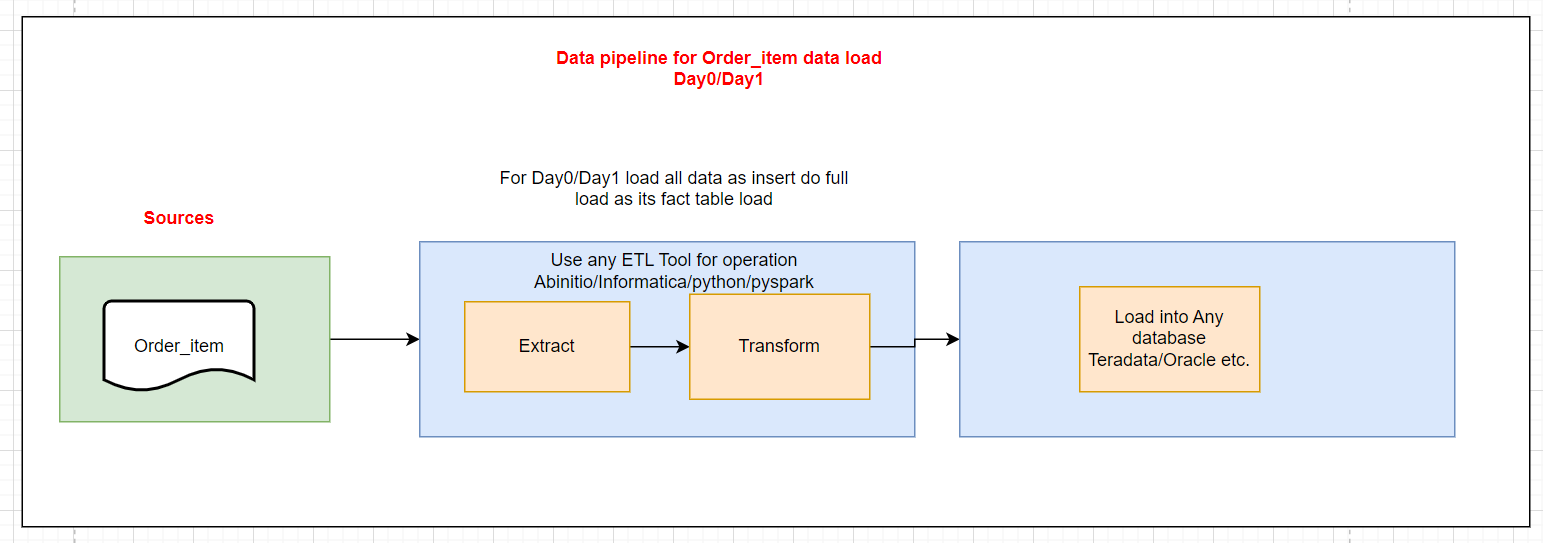 Data pipeline for Order_item data load
Day0/Day1
For Day0/Day1 load all data as insert do full
load as its fact table load
Sources
Order_item
Use any ETL Tool for operation
Abinitio/Informatica/python/pyspark
Extract
Transform
Load into Any
database
Teradata/Oracle etc.